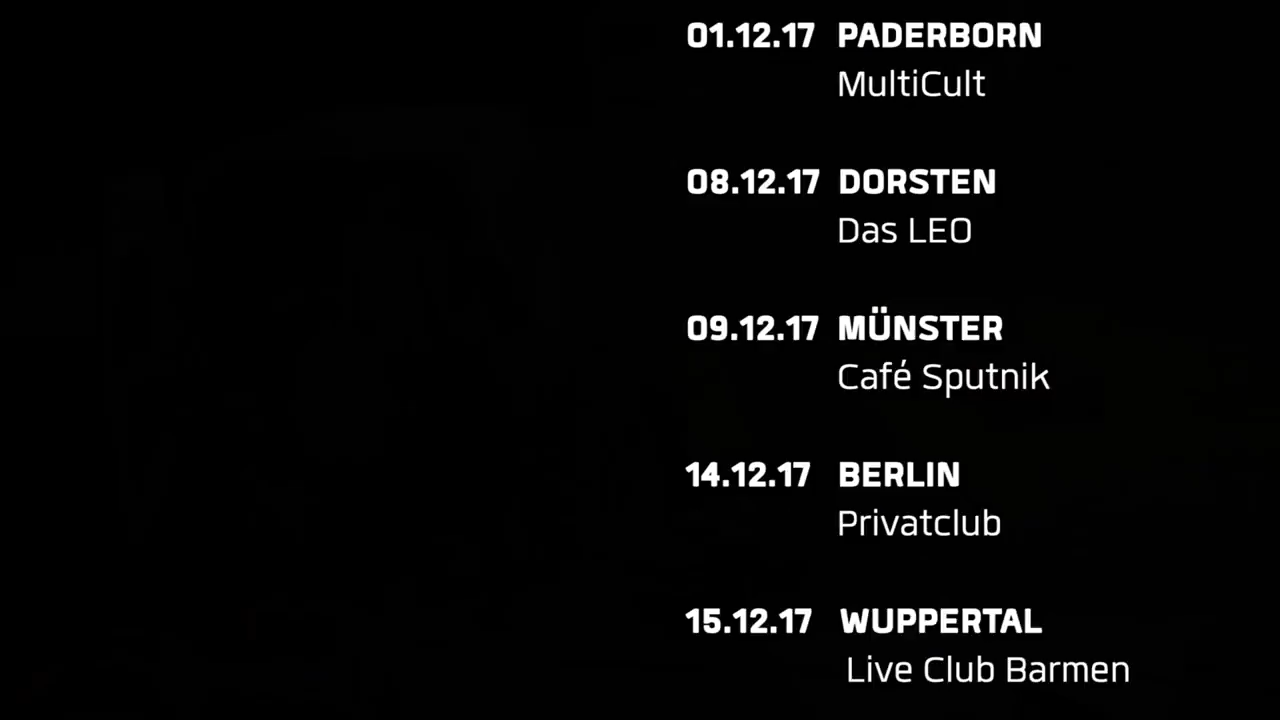 01.12.17 PADERBORN
MultiCult
08.12.17 DORSTEN
Das LEO
09.12.17 MÜNSTER
Café Sputnik
14.12.17 BERLIN
Privatclub
15.12.17 WUPPERTAL
Live Club Barmen